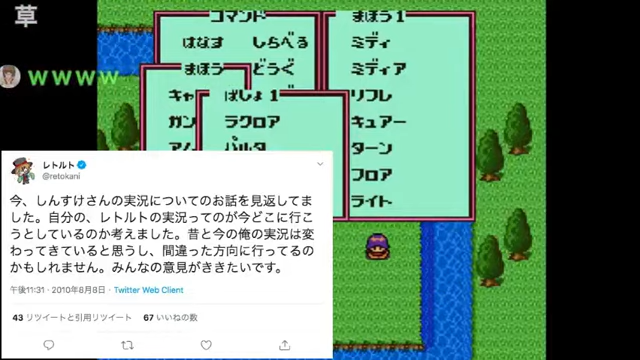 草
wwww
コマンド
はなす しらべる
まほう どうぐ
キャ
ガン
アム
ばしょ 1
ラクロア
パルタ
まほう 1
ミディ
ミディア
リフレ
キュアー
ターン
フロア
ライト
レトルト
@retokani
今、しんすけさんの実況についてのお話を見返してま
した。自分の、レトルトの実況ってのが今どこに行こ
うとしているのか考えました。昔と今の俺の実況は変
わってきていると思うし、間違った方向に行ってるの
かもしれません。みんなの意見がききたいです。
午後11:31 · 2010年8月8日 · Twitter Web Client
43 リツイートと引用リツイート 67 いいねの数